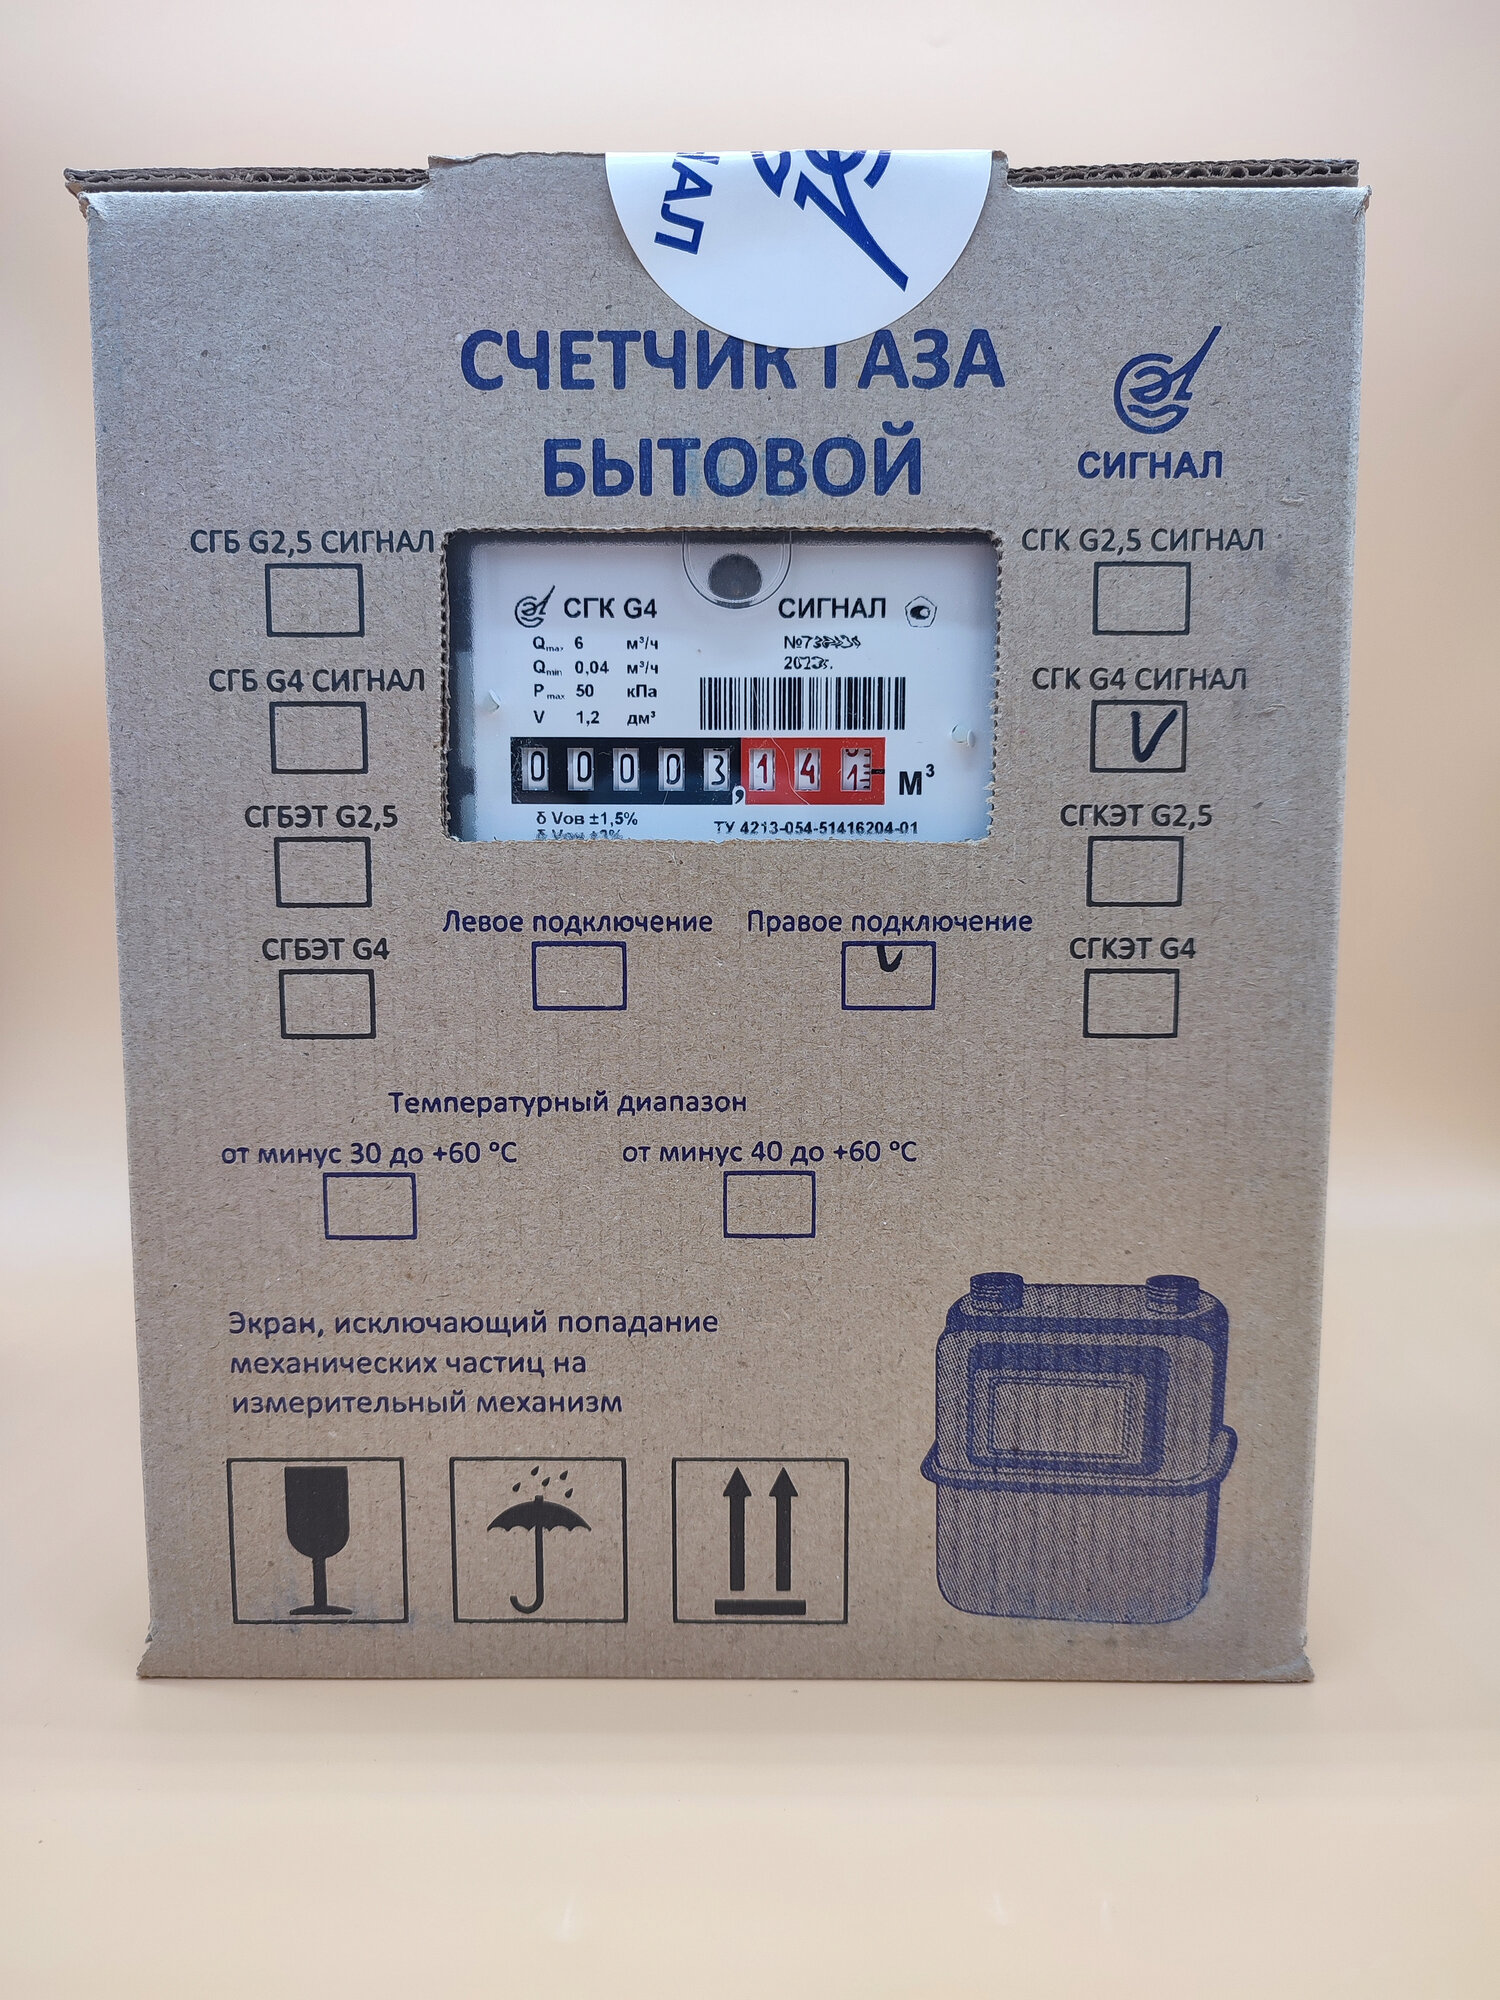 НАЛ
СЧЕТЧИК ГАЗА
БЫТОВОЙ
СИГНАЛ
СГБ G2,5 СИГНАЛ
СГК G2,5 СИГНАЛ
СГБ G4 СИГНАЛ
СГК G4 СИГНАЛ
СГБЭТ G2,5
СГКЭТ G2,5
СГБЭТ G4
СГКЭТ G4
СГК G4 СИГНАЛ
Qmax 6 м³/ч
Qmin 0,04 м³/ч
Pmax 50 кПа
V 1,2 дм³
00003,141 м³
δ Vов ±1,5%
ТУ 4213-054-51416204-01
Левое подключение
Правое подключение
Температурный диапазон
от минус 30 до +60 °С
от минус 40 до +60 °С
Экран, исключающий попадание
механических частиц на
измерительный механизм